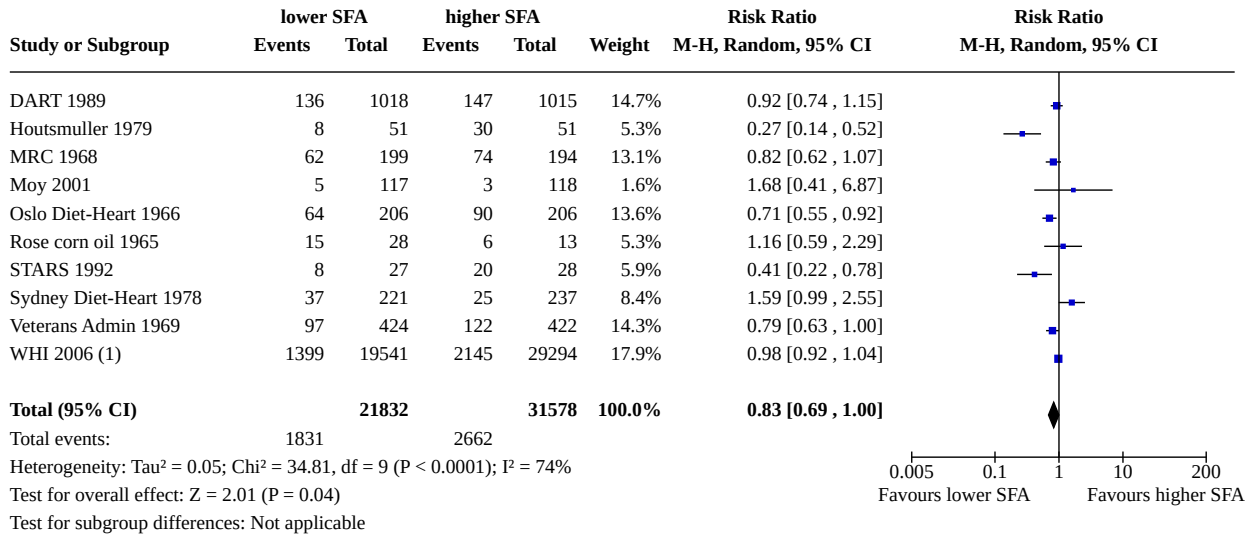 lower SFA higher SFA Risk Ratio Risk Ratio
Study or Subgroup Events Total Events Total Weight M-H, Random, 95% CI M-H, Random, 95% CI
DART 1989 136 1018 147 1015 14.7% 0.92 [0.74 , 1.15]
Houtsmuller 1979 8 51 30 51 5.3% 0.27 [0.14 , 0.52]
MRC 1968 62 199 74 194 13.1% 0.82 [0.62 , 1.07]
Moy 2001 5 117 3 118 1.6% 1.68 [0.41 , 6.87]
Oslo Diet-Heart 1966 64 206 90 206 13.6% 0.71 [0.55 , 0.92]
Rose corn oil 1965 15 28 6 13 5.3% 1.16 [0.59 , 2.29]
STARS 1992 8 27 20 28 5.9% 0.41 [0.22 , 0.78]
Sydney Diet-Heart 1978 37 221 25 237 8.4% 1.59 [0.99 , 2.55]
Veterans Admin 1969 97 424 122 422 14.3% 0.79 [0.63 , 1.00]
WHI 2006 (1) 1399 19541 2145 29294 17.9% 0.98 [0.92 , 1.04]
Total (95% CI) 21832 31578 100.0% 0.83 [0.69 , 1.00]
Total events: 1831 2662
Heterogeneity: Tau² = 0.05; Chi² = 34.81, df = 9 (P < 0.0001); I² = 74%
0.005 0.1 1 10 200
Test for overall effect: Z = 2.01 (P = 0.04) Favours lower SFA Favours higher SFA
Test for subgroup differences: Not applicable